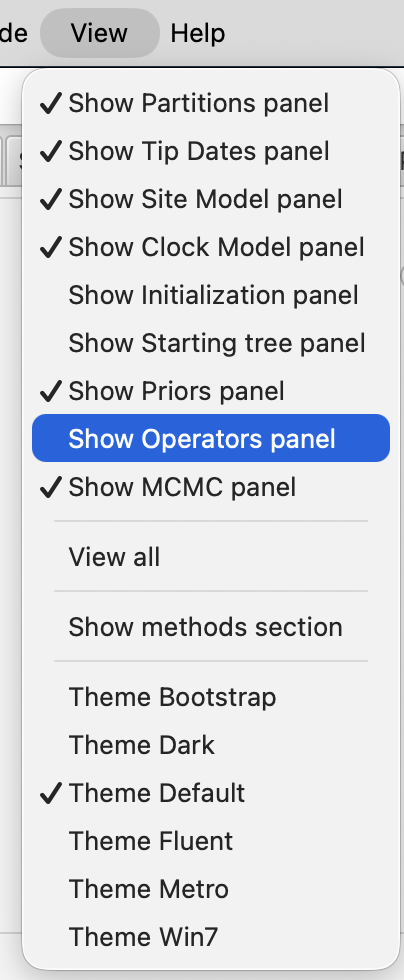 de View Help
✓ Show Partitions panel
✓ Show Tip Dates panel
✓ Show Site Model panel
✓ Show Clock Model panel
Show Initialization panel
Show Starting tree panel
✓ Show Priors panel
Show Operators panel
✓ Show MCMC panel
View all
Show methods section
Theme Bootstrap
Theme Dark
✓ Theme Default
Theme Fluent
Theme Metro
Theme Win7